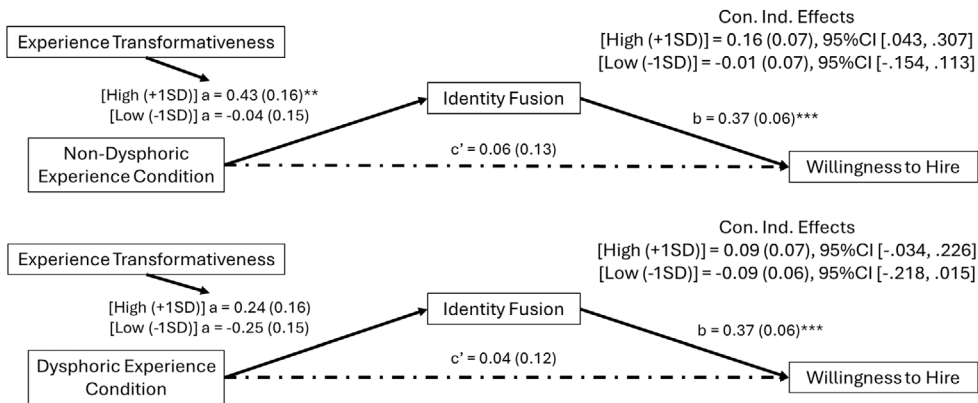 Con. Ind. Effects
[High (+1SD)] = 0.16 (0.07), 95%CI [.043, .307]
[Low (-1SD)] = -0.01 (0.07), 95%CI [-.154, .113]
Experience Transformativeness
[High (+1SD)] a = 0.43 (0.16)**
[Low (-1SD)] a = -0.04 (0.15)
Identity Fusion
b = 0.37 (0.06)***
Non-Dysphoric
Experience Condition
c' = 0.06 (0.13)
Willingness to Hire
Con. Ind. Effects
[High (+1SD)] = 0.09 (0.07), 95%CI [-.034, .226]
[Low (-1SD)] = -0.09 (0.06), 95%CI [-.218, .015]
Experience Transformativeness
[High (+1SD)] a = 0.24 (0.16)
[Low (-1SD)] a = -0.25 (0.15)
Identity Fusion
b = 0.37 (0.06)***
Dysphoric Experience
Condition
c' = 0.04 (0.12)
Willingness to Hire